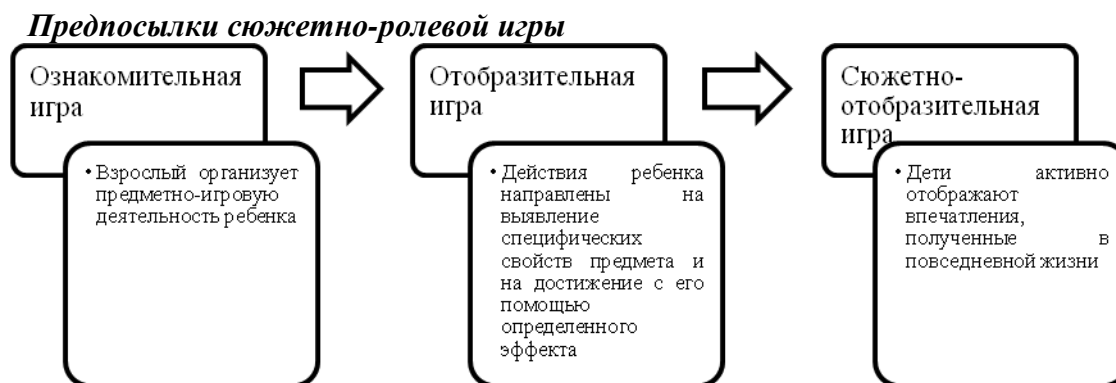 Предпосылки сюжетно-ролевой игры
Ознакомительная
игра
• Взрослый организует
предметно-игровую
деятельность ребенка
Отобразительная
игра
• Действия ребенка
направлены на
выявление
специфических
свойств предмета и
на достижение с его
помощью
определенного
эффекта
Сюжетно-
отобразительная
игра
• Дети активно
отображают
впечатления,
полученные в
повседневной жизни